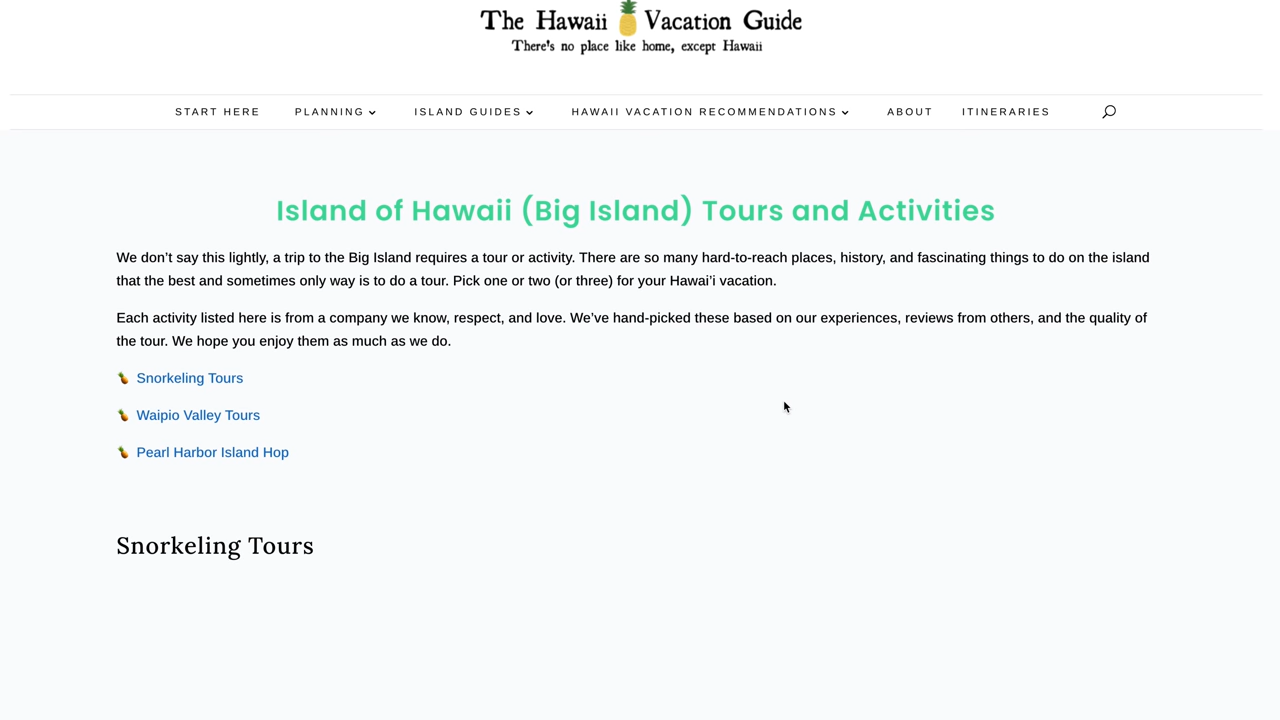 The Hawaii Vacation Guide
There's no place like home, except Hawaii
START HERE PLANNING ISLAND GUIDES HAWAII VACATION RECOMMENDATIONS ABOUT ITINERARIES
Island of Hawaii (Big Island) Tours and Activities
We don’t say this lightly, a trip to the Big Island requires a tour or activity. There are so many hard-to-reach places, history, and fascinating things to do on the island
that the best and sometimes only way is to do a tour. Pick one or two (or three) for your Hawai’i vacation.
Each activity listed here is from a company we know, respect, and love. We’ve hand-picked these based on our experiences, reviews from others, and the quality of
the tour. We hope you enjoy them as much as we do.
Snorkeling Tours
Waipio Valley Tours
Pearl Harbor Island Hop
Snorkeling Tours